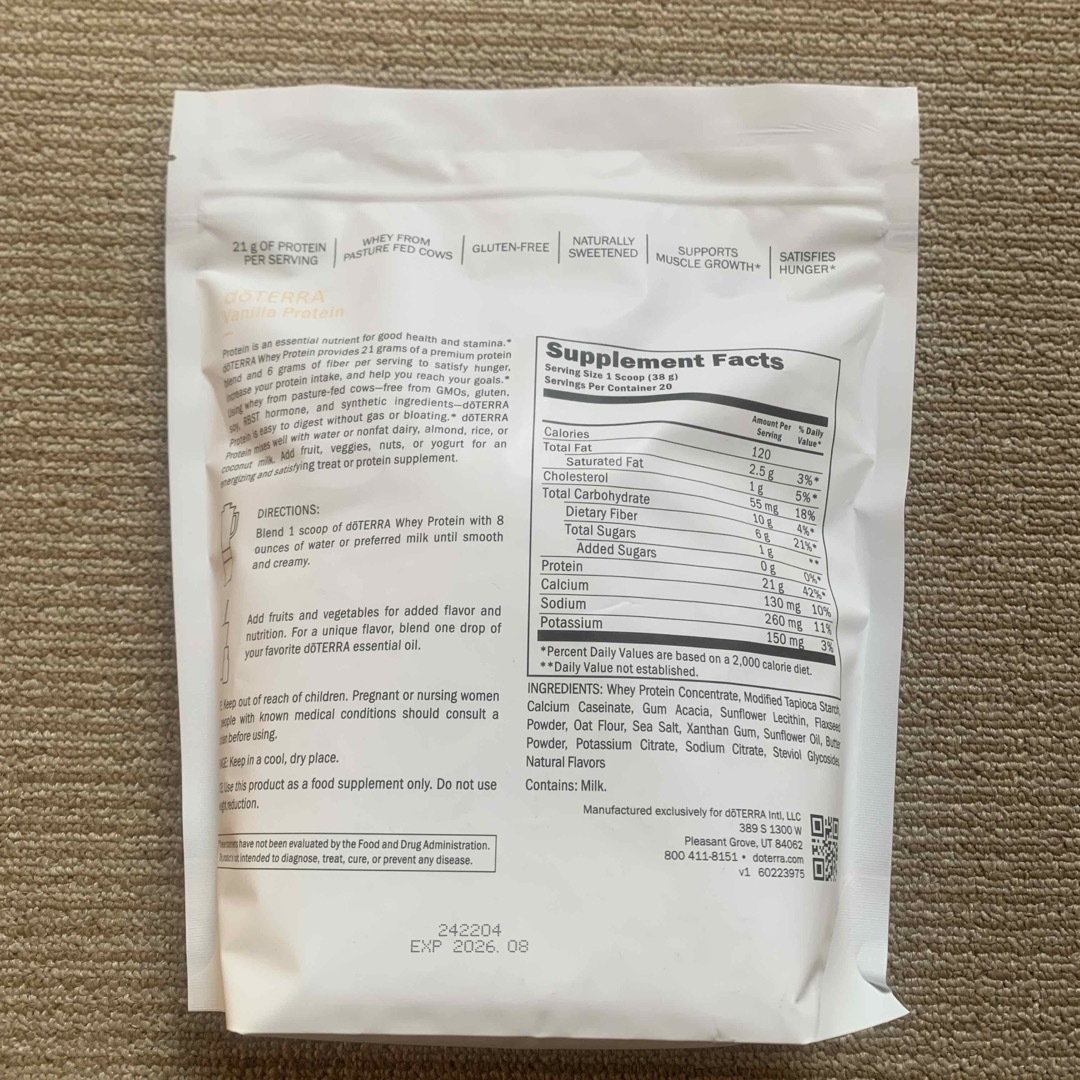 21 g OF PROTEIN
PER SERVING
WHEY FROM
PASTURE FED COWS
GLUTEN-FREE
NATURALLY
SWEETENED
SUPPORTS
MUSCLE GROWTH*
SATISFIES
HUNGER*
dōTERRA
Vanilla Protein
Protein is an essential nutrient for good health and stamina.*
dōTERRA Whey Protein provides 21 grams of a premium protein
blend and 6 grams of fiber per serving to satisfy hunger,
increase your protein intake, and help you reach your goals.*
Using whey from pasture-fed cows—free from GMOs, gluten,
soy, RBST hormone, and synthetic ingredients—dōTERRA
Protein is easy to digest without gas or bloating.* dōTERRA
Protein mixes well with water or nonfat dairy, almond, rice, or
coconut milk. Add fruit, veggies, nuts, or yogurt for an
energizing and satisfying treat or protein supplement.
DIRECTIONS:
Blend 1 scoop of dōTERRA Whey Protein with 8
ounces of water or preferred milk until smooth
and creamy.
Add fruits and vegetables for added flavor and
nutrition. For a unique flavor, blend one drop of
your favorite dōTERRA essential oil.
Keep out of reach of children. Pregnant or nursing women
with known medical conditions should consult a
before using.
Keep in a cool, dry place.
Use this product as a food supplement only. Do not use
reduction.
have not been evaluated by the Food and Drug Administration.
intended to diagnose, treat, cure, or prevent any disease.
Supplement Facts
Serving Size 1 Scoop (38 g)
Servings Per Container 20
Amount Per Serving % Daily Value*
Calories 120
Total Fat 2.5 g 3%*
Saturated Fat 1 g 5%*
Cholesterol 55 mg 18%
Total Carbohydrate 10 g 4%*
Dietary Fiber 6 g 21%*
Total Sugars 1 g **
Added Sugars 0 g 0%*
Protein 21 g 42%*
Calcium 130 mg 10%
Sodium 260 mg 11%
Potassium 150 mg 3%
*Percent Daily Values are based on a 2,000 calorie diet.
**Daily Value not established.
INGREDIENTS: Whey Protein Concentrate, Modified Tapioca Starch,
Calcium Caseinate, Gum Acacia, Sunflower Lecithin, Flaxseed
Powder, Oat Flour, Sea Salt, Xanthan Gum, Sunflower Oil, Butter
Powder, Potassium Citrate, Sodium Citrate, Steviol Glycosides,
Natural Flavors
Contains: Milk.
Manufactured exclusively for dōTERRA Intl, LLC
389 S 1300 W
Pleasant Grove, UT 84062
800 411-8151 • doterra.com
v1 60223975
242204
EXP 2026. 08